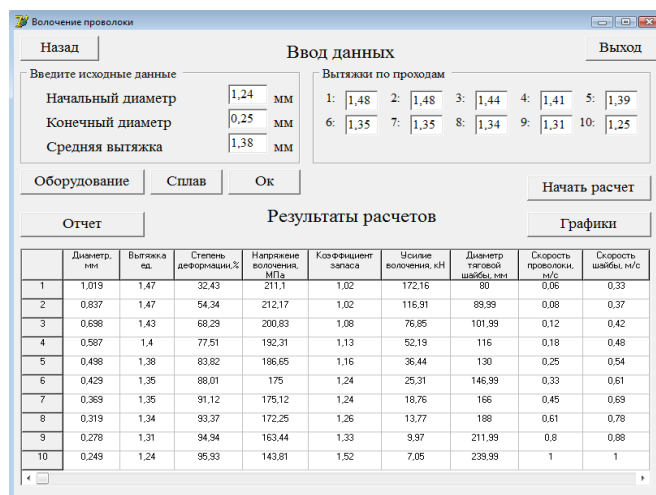 Волочение проволоки
Назад
Ввод данных
Выход
Введите исходные данные
Начальный диаметр 1,24 мм
Конечный диаметр 0,25 мм
Средняя вытяжка 1,38 мм
Вытяжки по проходам
1: 1,48 2: 1,48 3: 1,44 4: 1,41 5: 1,39
6: 1,35 7: 1,35 8: 1,34 9: 1,31 10: 1,25
Оборудование Сплав Ок
Начать расчет
Отчет
Результаты расчетов
Графики
Диаметр, мм Вытяжка ед. Степень деформации,% Напряжеие волочения, МПа Коэффициент запаса Усилие волочения, кН Диаметр тяговой шайбы, мм Скорость проволоки, м/с Скорость шайбы, м/с
1 1,019 1,47 32,43 211,1 1,02 172,16 80 0,06 0,33
2 0,837 1,47 54,34 212,17 1,02 116,91 89,99 0,08 0,37
3 0,698 1,43 68,29 200,83 1,08 76,85 101,99 0,12 0,42
4 0,587 1,4 77,51 192,31 1,13 52,19 116 0,18 0,48
5 0,498 1,38 83,82 186,65 1,16 36,44 130 0,25 0,54
6 0,429 1,35 88,01 175 1,24 25,31 146,99 0,33 0,61
7 0,369 1,35 91,12 175,12 1,24 18,76 166 0,45 0,69
8 0,319 1,34 93,37 172,25 1,26 13,77 188 0,61 0,78
9 0,278 1,31 94,94 163,44 1,33 9,97 211,99 0,8 0,88
10 0,249 1,24 95,93 143,81 1,52 7,05 239,99 1 1